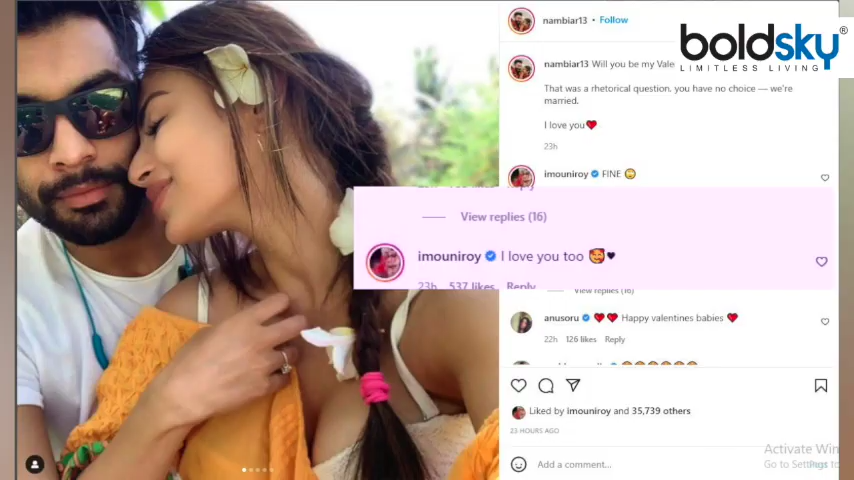 nambiar13 • Follow
boldsky®
LIMITLESS LIVING
nambiar13 Will you be my Vale
That was a rhetorical question, you have no choice — we're
married.
I love you❤️
23h
imouniroy FINE 🙄
View replies (16)
imouniroy I love you too 🥰♥
23h 537 likes Reply
View replies (16)
anusoru ❤️❤️ Happy valentines babies ❤️
22h 126 likes Reply
Liked by imouniroy and 35,739 others
23 HOURS AGO
Add a comment...
Activate Win